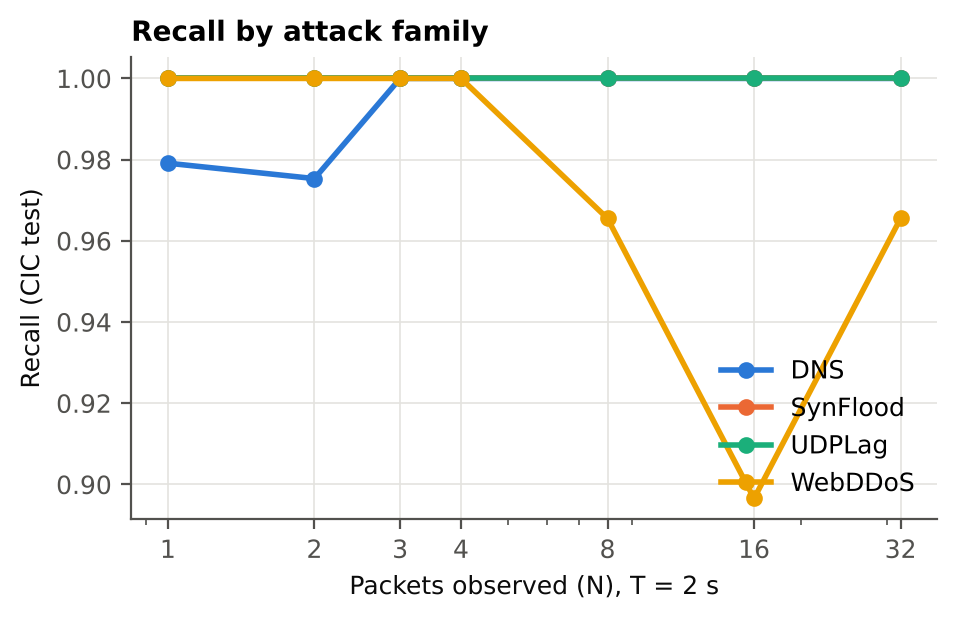 Recall by attack family
Recall (CIC test)
1.00
0.98
0.96
0.94
0.92
0.90
DNS
SynFlood
UDPLag
WebDDoS
1 2 3 4 8 16 32
Packets observed (N), T = 2 s